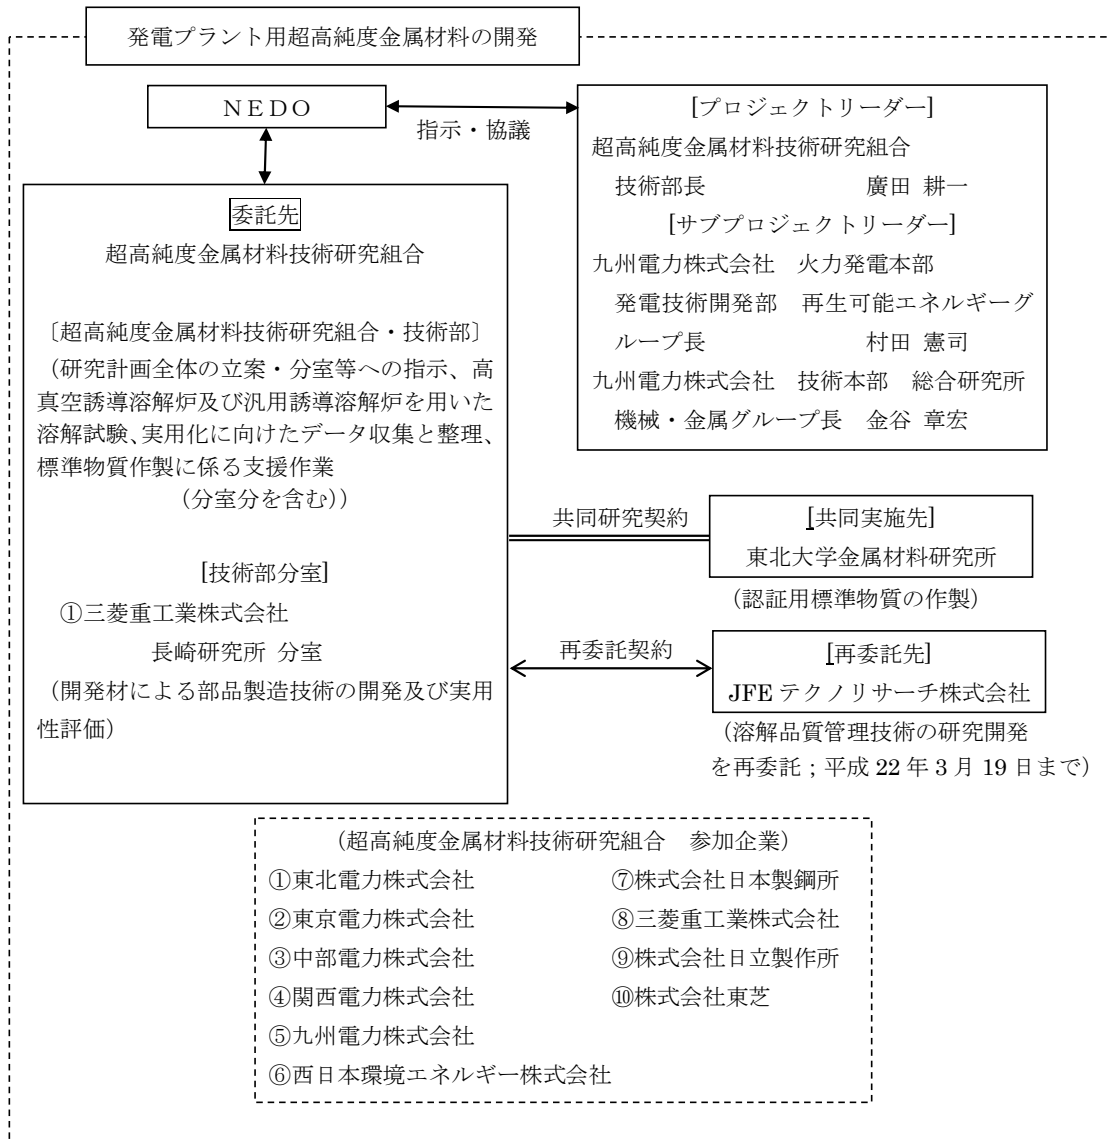 発電プラント用超高純度金属材料の開発
NEDO
指示・協議
[プロジェクトリーダー]
超高純度金属材料技術研究組合
技術部長 廣田 耕一
[サブプロジェクトリーダー]
九州電力株式会社 火力発電本部
発電技術開発部 再生可能エネルギーグ
ループ長 村田 憲司
九州電力株式会社 技術本部 総合研究所
機械・金属グループ長 金谷 章宏
委託先
超高純度金属材料技術研究組合
〔超高純度金属材料技術研究組合・技術部〕
(研究計画全体の立案・分室等への指示、高
真空誘導溶解炉及び汎用誘導溶解炉を用いた
溶解試験、実用化に向けたデータ収集と整理、
標準物質作製に係る支援作業
(分室分を含む))
[技術部分室]
①三菱重工業株式会社
長崎研究所 分室
(開発材による部品製造技術の開発及び実用
性評価)
共同研究契約
[共同実施先]
東北大学金属材料研究所
(認証用標準物質の作製)
再委託契約
[再委託先]
JFE テクノリサーチ株式会社
(溶解品質管理技術の研究開発
を再委託;平成 22 年 3 月 19 日まで)
(超高純度金属材料技術研究組合 参加企業)
①東北電力株式会社
②東京電力株式会社
③中部電力株式会社
④関西電力株式会社
⑤九州電力株式会社
⑥西日本環境エネルギー株式会社
⑦株式会社日本製鋼所
⑧三菱重工業株式会社
⑨株式会社日立製作所
⑩株式会社東芝